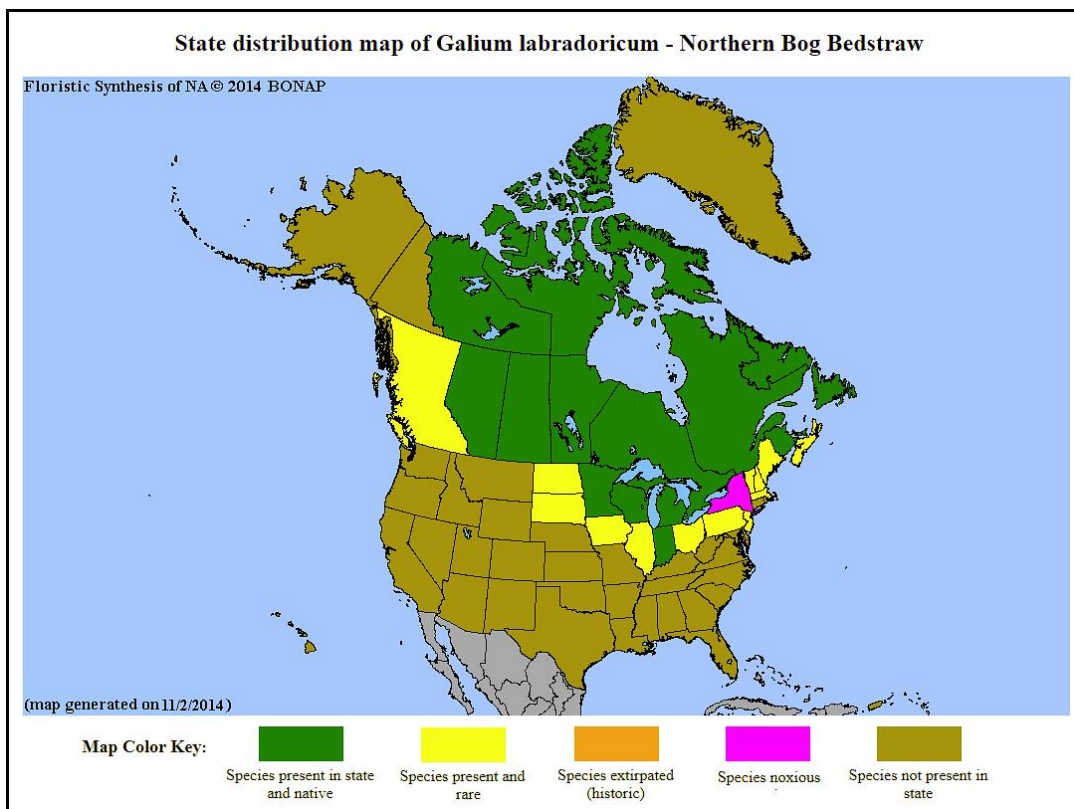 State distribution map of Galium labradoricum - Northern Bog Bedstraw
Floristic Synthesis of NA © 2014 BONAP
(map generated on 11/2/2014)
Map Color Key:
Species present in state
and native
Species present and
rare
Species extirpated
(historic)
Species noxious
Species not present in
state